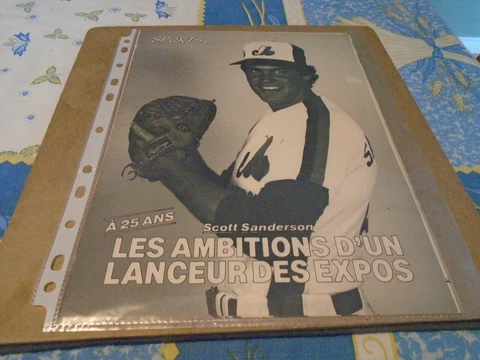 SPORTS
À 25 ANS
Scott Sanderson
LES AMBITIONS D'UN
LANCEUR DES EXPOS